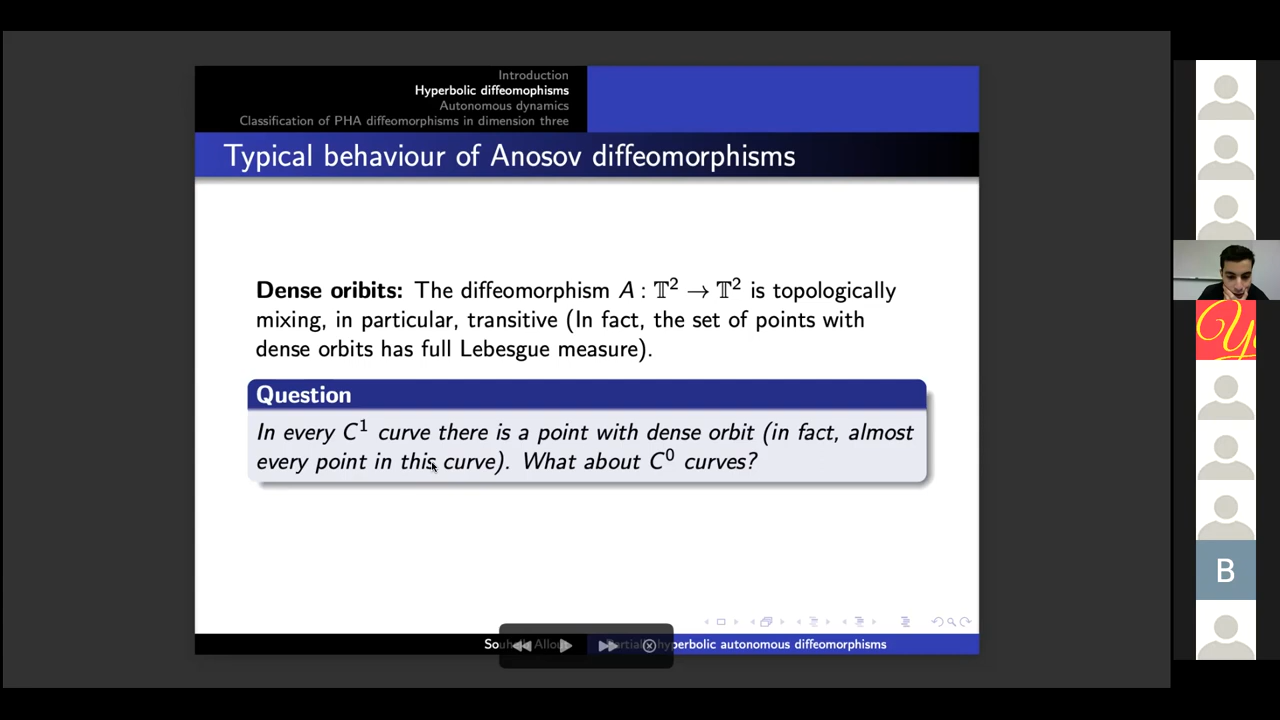 Introduction
Hyperbolic diffeomophisms
Autonomous dynamics
Classification of PHA diffeomorphisms in dimension three
Typical behaviour of Anosov diffeomorphisms
Dense oribits: The diffeomorphism A : 𝕋² → 𝕋² is topologically
mixing, in particular, transitive (In fact, the set of points with
dense orbits has full Lebesgue measure).
Question
In every C¹ curve there is a point with dense orbit (in fact, almost
every point in this curve). What about C⁰ curves?
hyperbolic autonomous diffeomorphisms
B